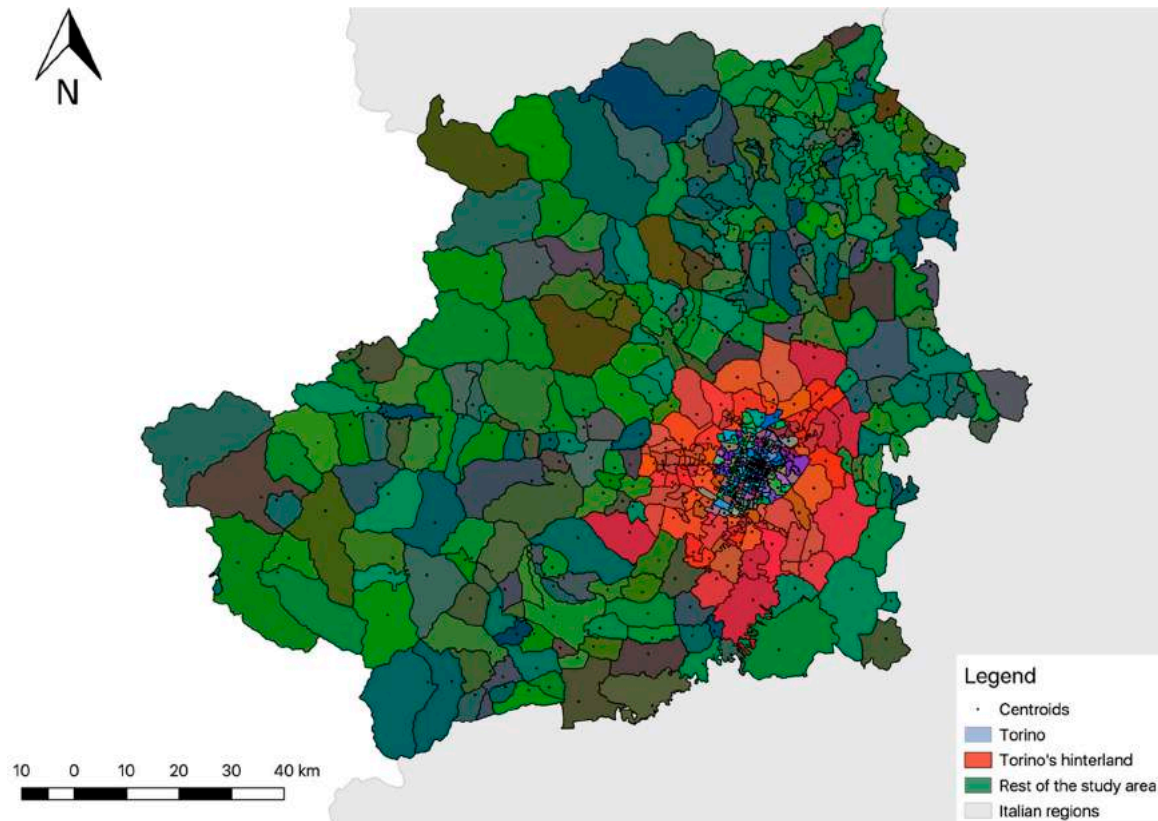 N
Legend
Centroids
Torino
Torino's hinterland
Rest of the study area
Italian regions
10 0 10 20 30 40 km